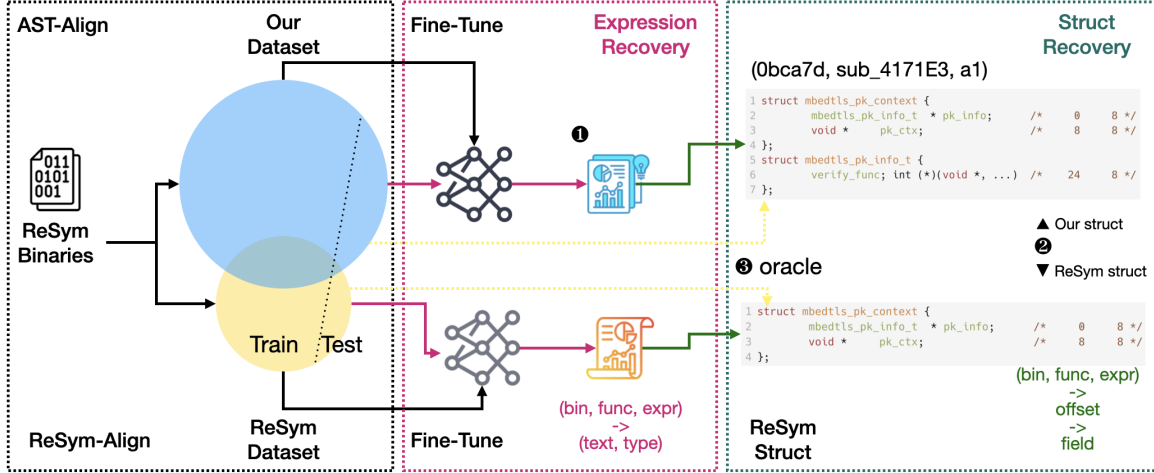 AST-Align
Our
Dataset
Fine-Tune
Expression
Recovery
Struct
Recovery
(0bca7d, sub_4171E3, a1)
1 struct mbedtls_pk_context {
2 mbedtls_pk_info_t * pk_info; /* 0 8 */
3 void * pk_ctx; /* 8 8 */
4 };
5 struct mbedtls_pk_info_t {
6 verify_func; int (*)(void *, ...) /* 24 8 */
7 };
❶
011
0101
001
ReSym
Binaries
▲ Our struct
❷
▼ ReSym struct
❸ oracle
1 struct mbedtls_pk_context {
2 mbedtls_pk_info_t * pk_info; /* 0 8 */
3 void * pk_ctx; /* 8 8 */
4 };
Train
Test
(bin, func, expr)
->
(text, type)
(bin, func, expr)
->
offset
->
field
ReSym-Align
ReSym
Dataset
Fine-Tune
ReSym
Struct